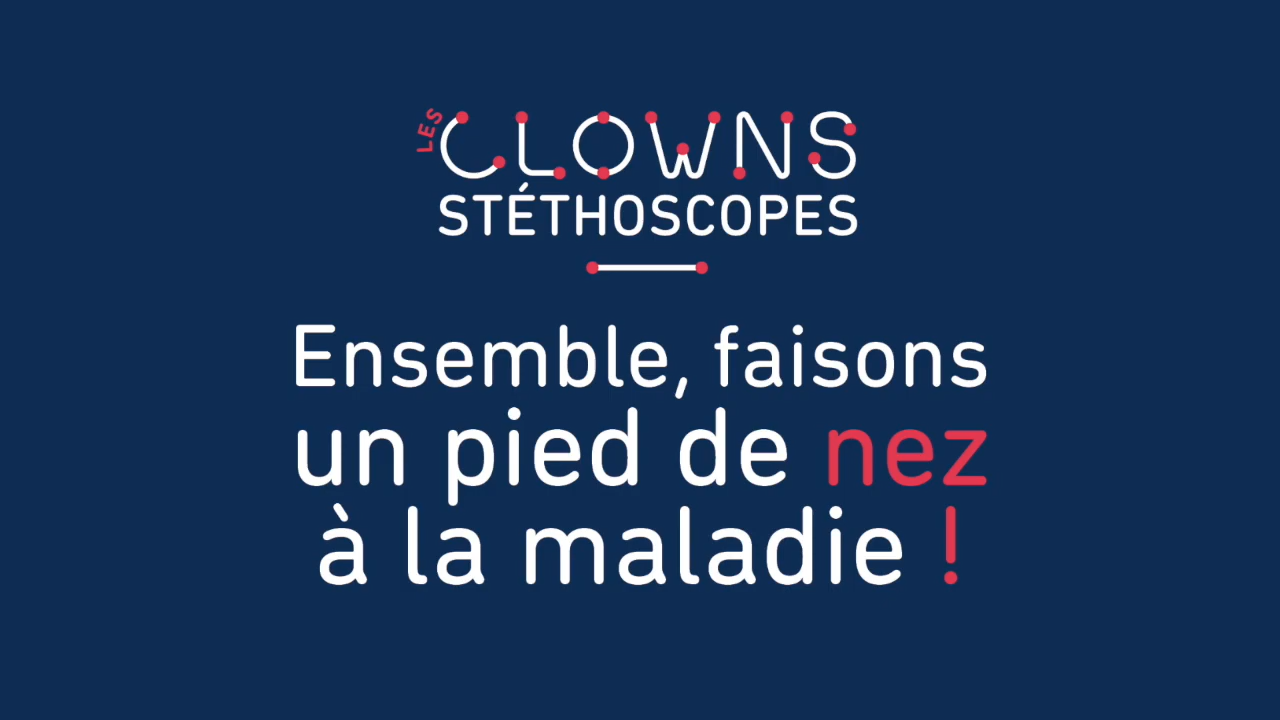 LES CLOWNS
STÉTHOSCOPES
Ensemble, faisons
un pied de nez
à la maladie !